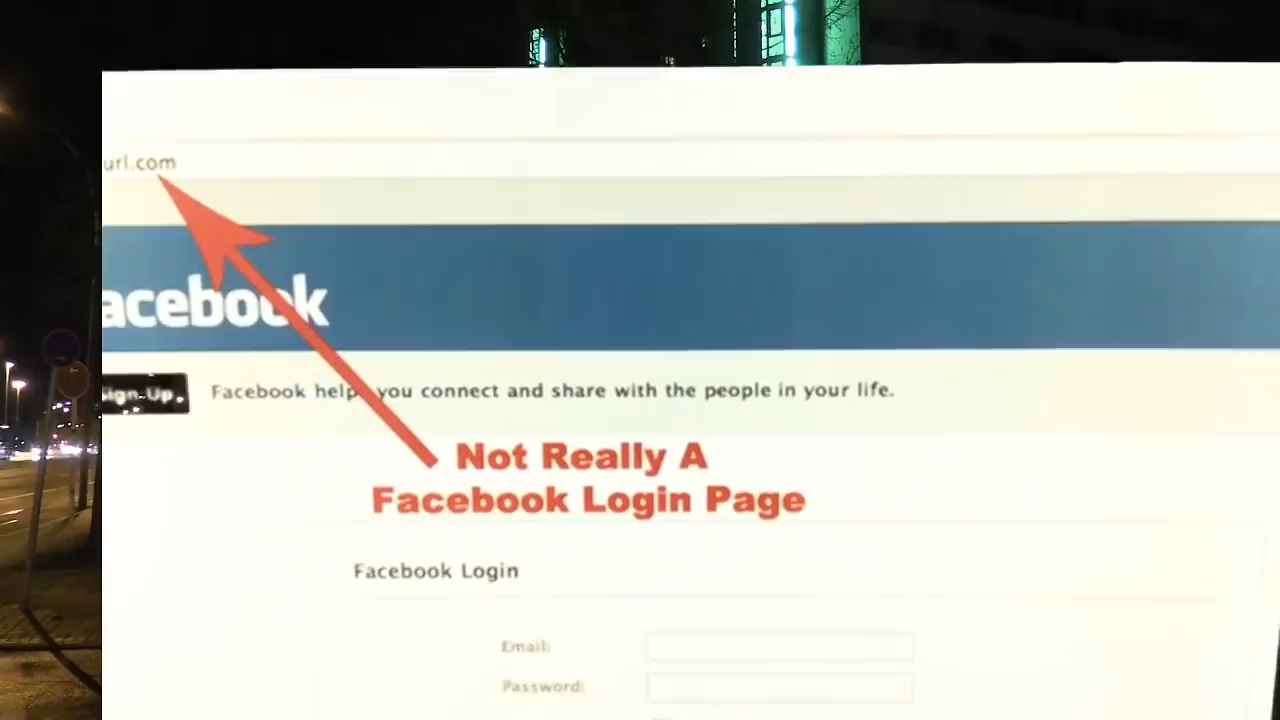 url.com
acebook
Sign-Up
Facebook help you connect and share with the people in your life.
Not Really A
Facebook Login Page
Facebook Login
Email:
Password: